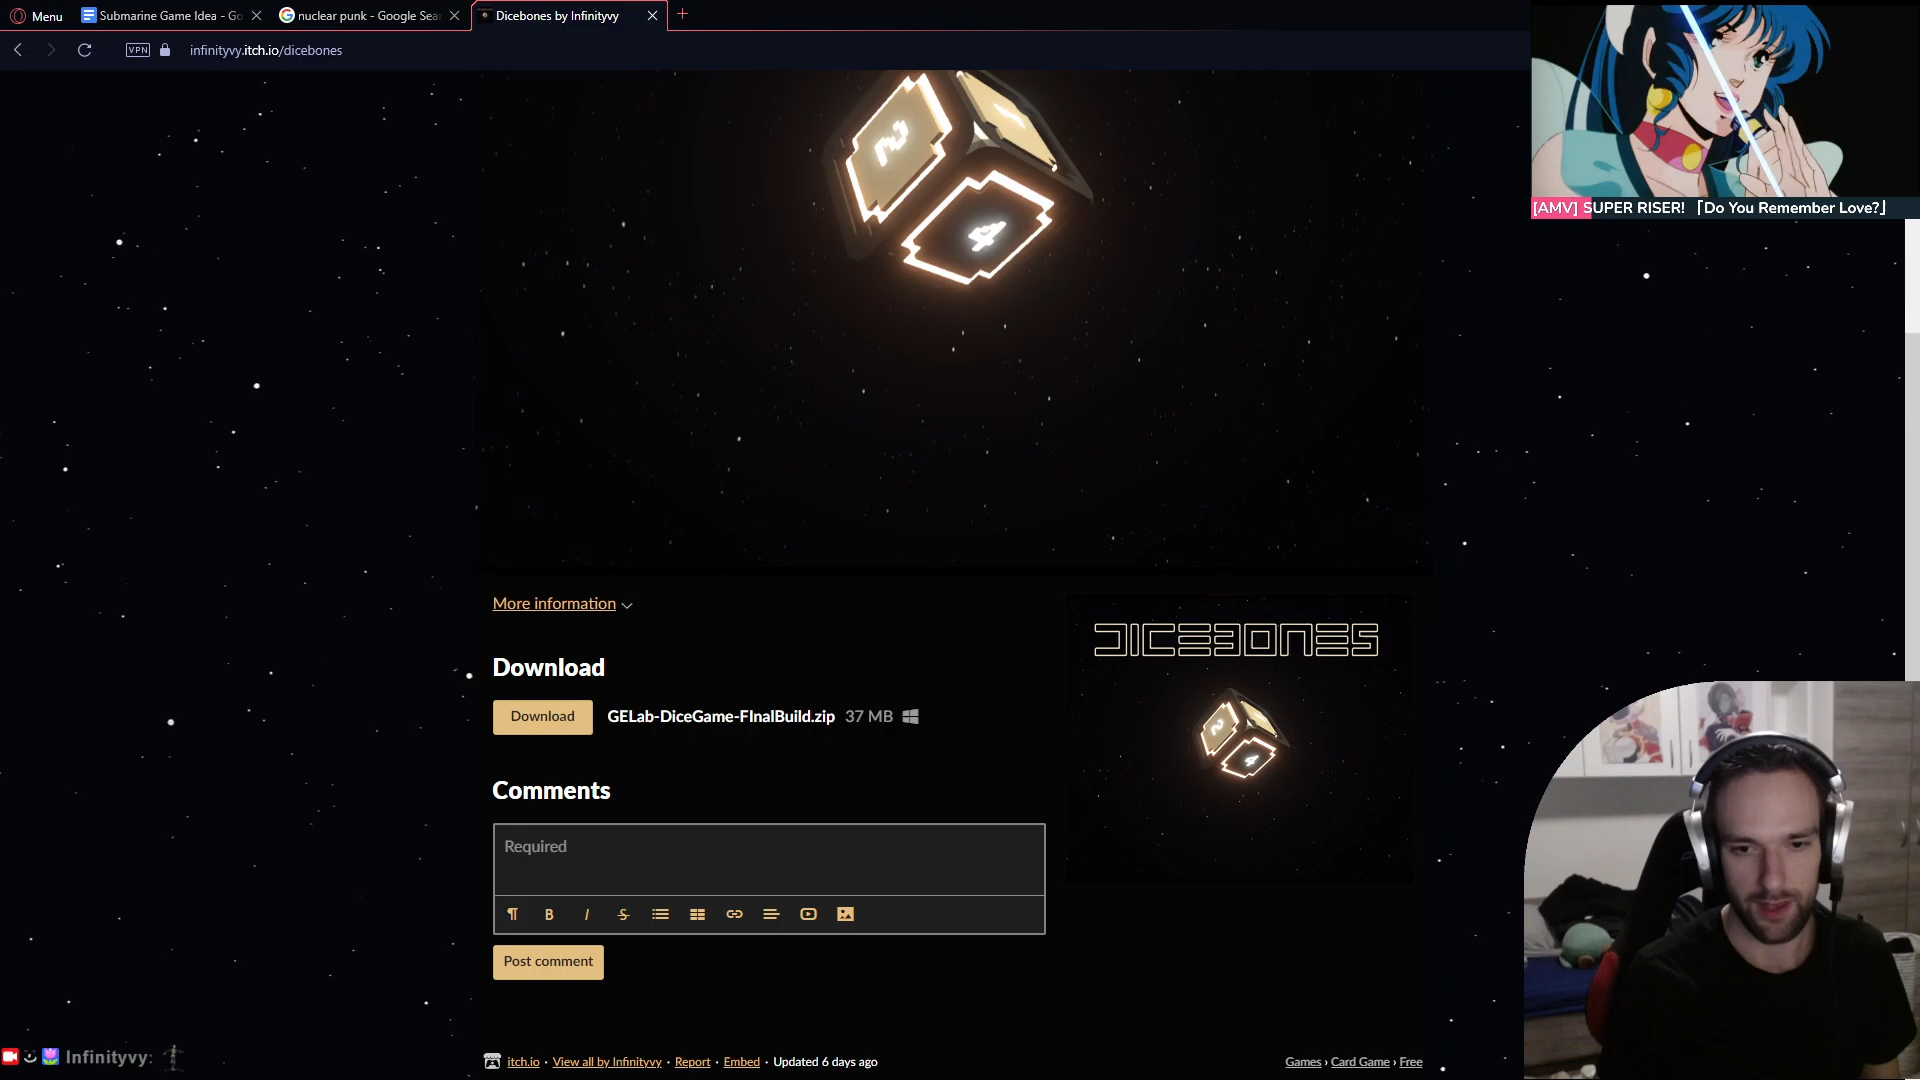 Menu
Submarine Game Idea - Go
nuclear punk - Google Sea
Dicebones by Infinityvy
VPN
infinityvy.itch.io/dicebones
[AMV] SUPER RISER!「Do You Remember Love?」
2
4
More information
DICEBONES
Download
Download
GELab-DiceGame-FInalBuild.zip 37 MB
2
4
Comments
Required
B I S
Post comment
Infinityvy:
itch.io · View all by Infinityvy · Report · Embed · Updated 6 days ago
Games › Card Game › Free